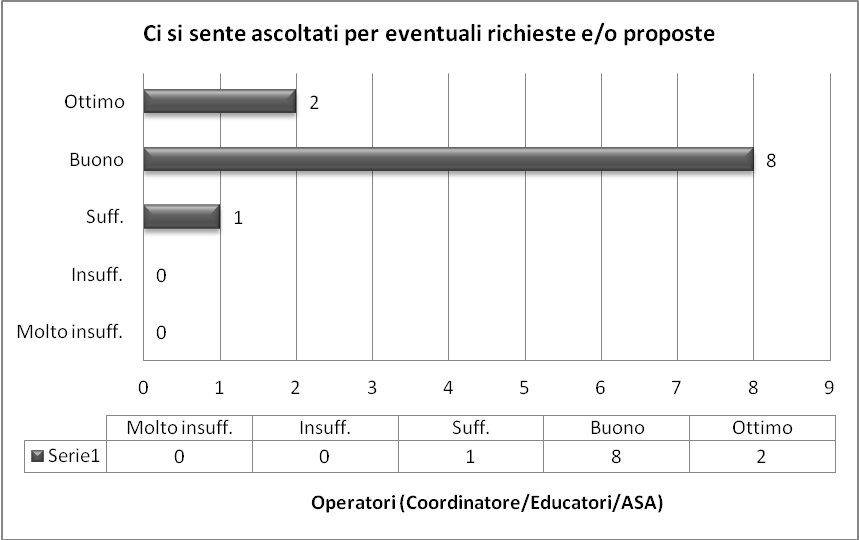 Ci si sente ascoltati per eventuali richieste e/o proposte
Ottimo 2
Buono 8
Suff. 1
Insuff. 0
Molto insuff. 0
0 1 2 3 4 5 6 7 8 9
Molto insuff. Insuff. Suff. Buono Ottimo
Serie1 0 0 1 8 2
Operatori (Coordinatore/Educatori/ASA)